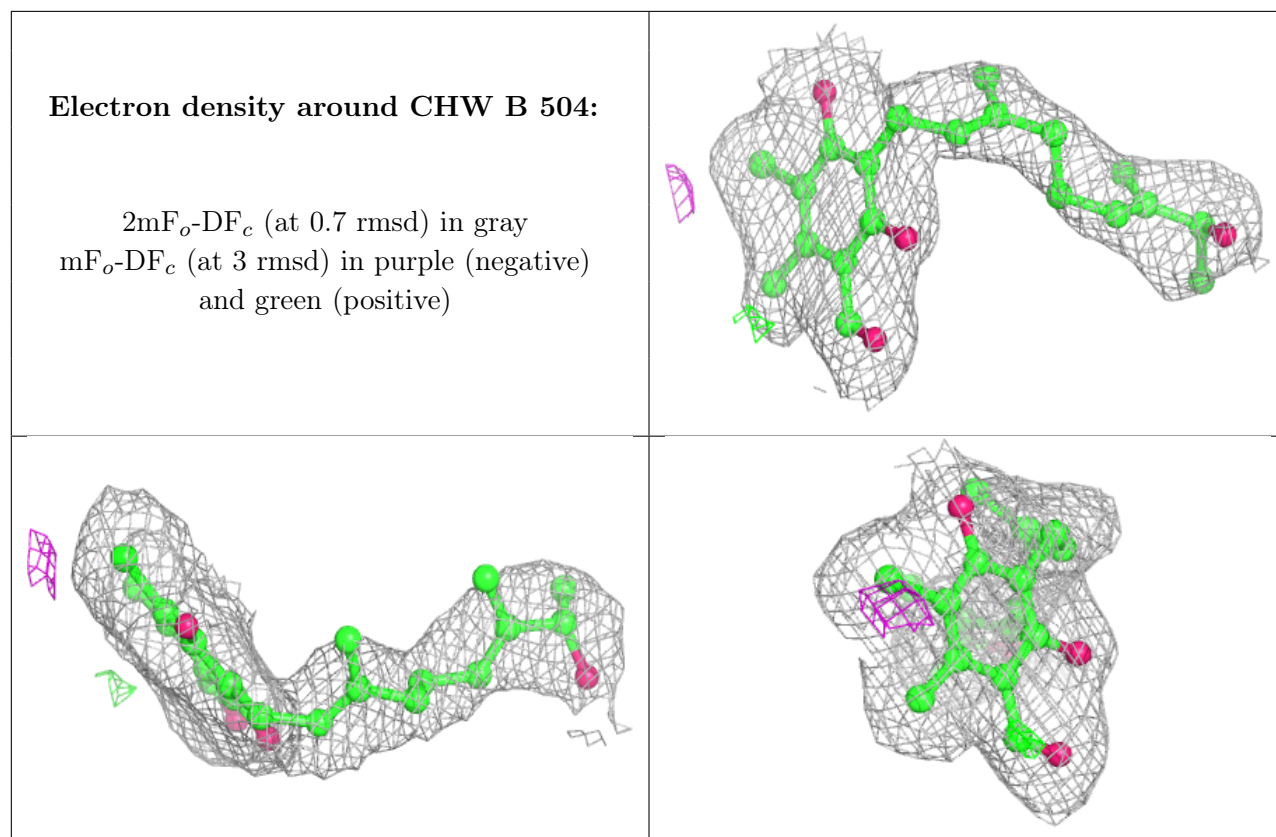 Electron density around CHW B 504:
2mFo-DFc (at 0.7 rmsd) in gray
mFo-DFc (at 3 rmsd) in purple (negative)
and green (positive)